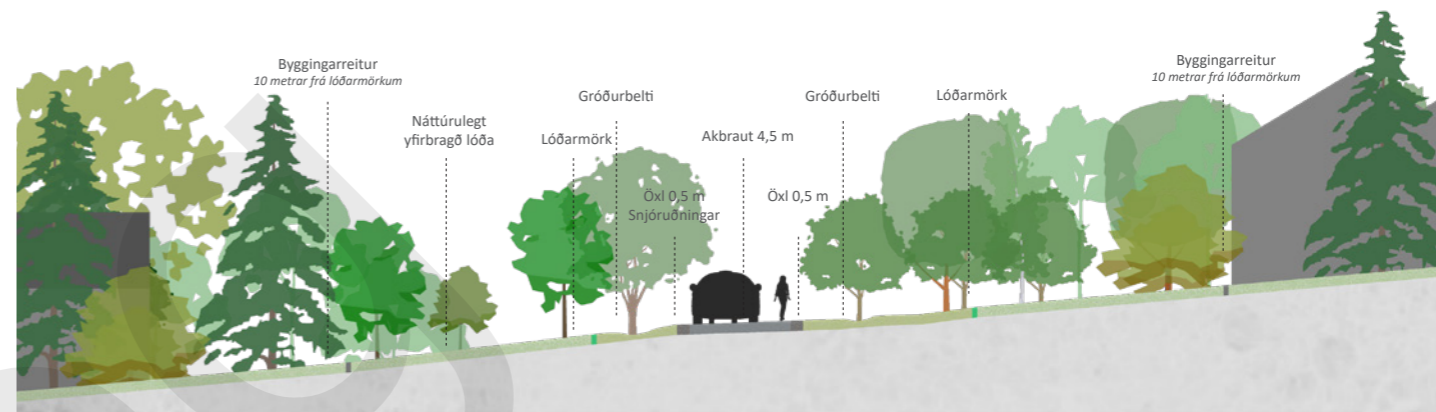 Byggingarreitur
10 metrar frá lóðarmörkum
Náttúrulegt
yfirbragð lóða
Lóðarmörk
Gróðurbelti
Öxl 0,5 m
Snjóruðningar
Akbraut 4,5 m
Öxl 0,5 m
Gróðurbelti
Lóðarmörk
Byggingarreitur
10 metrar frá lóðarmörkum